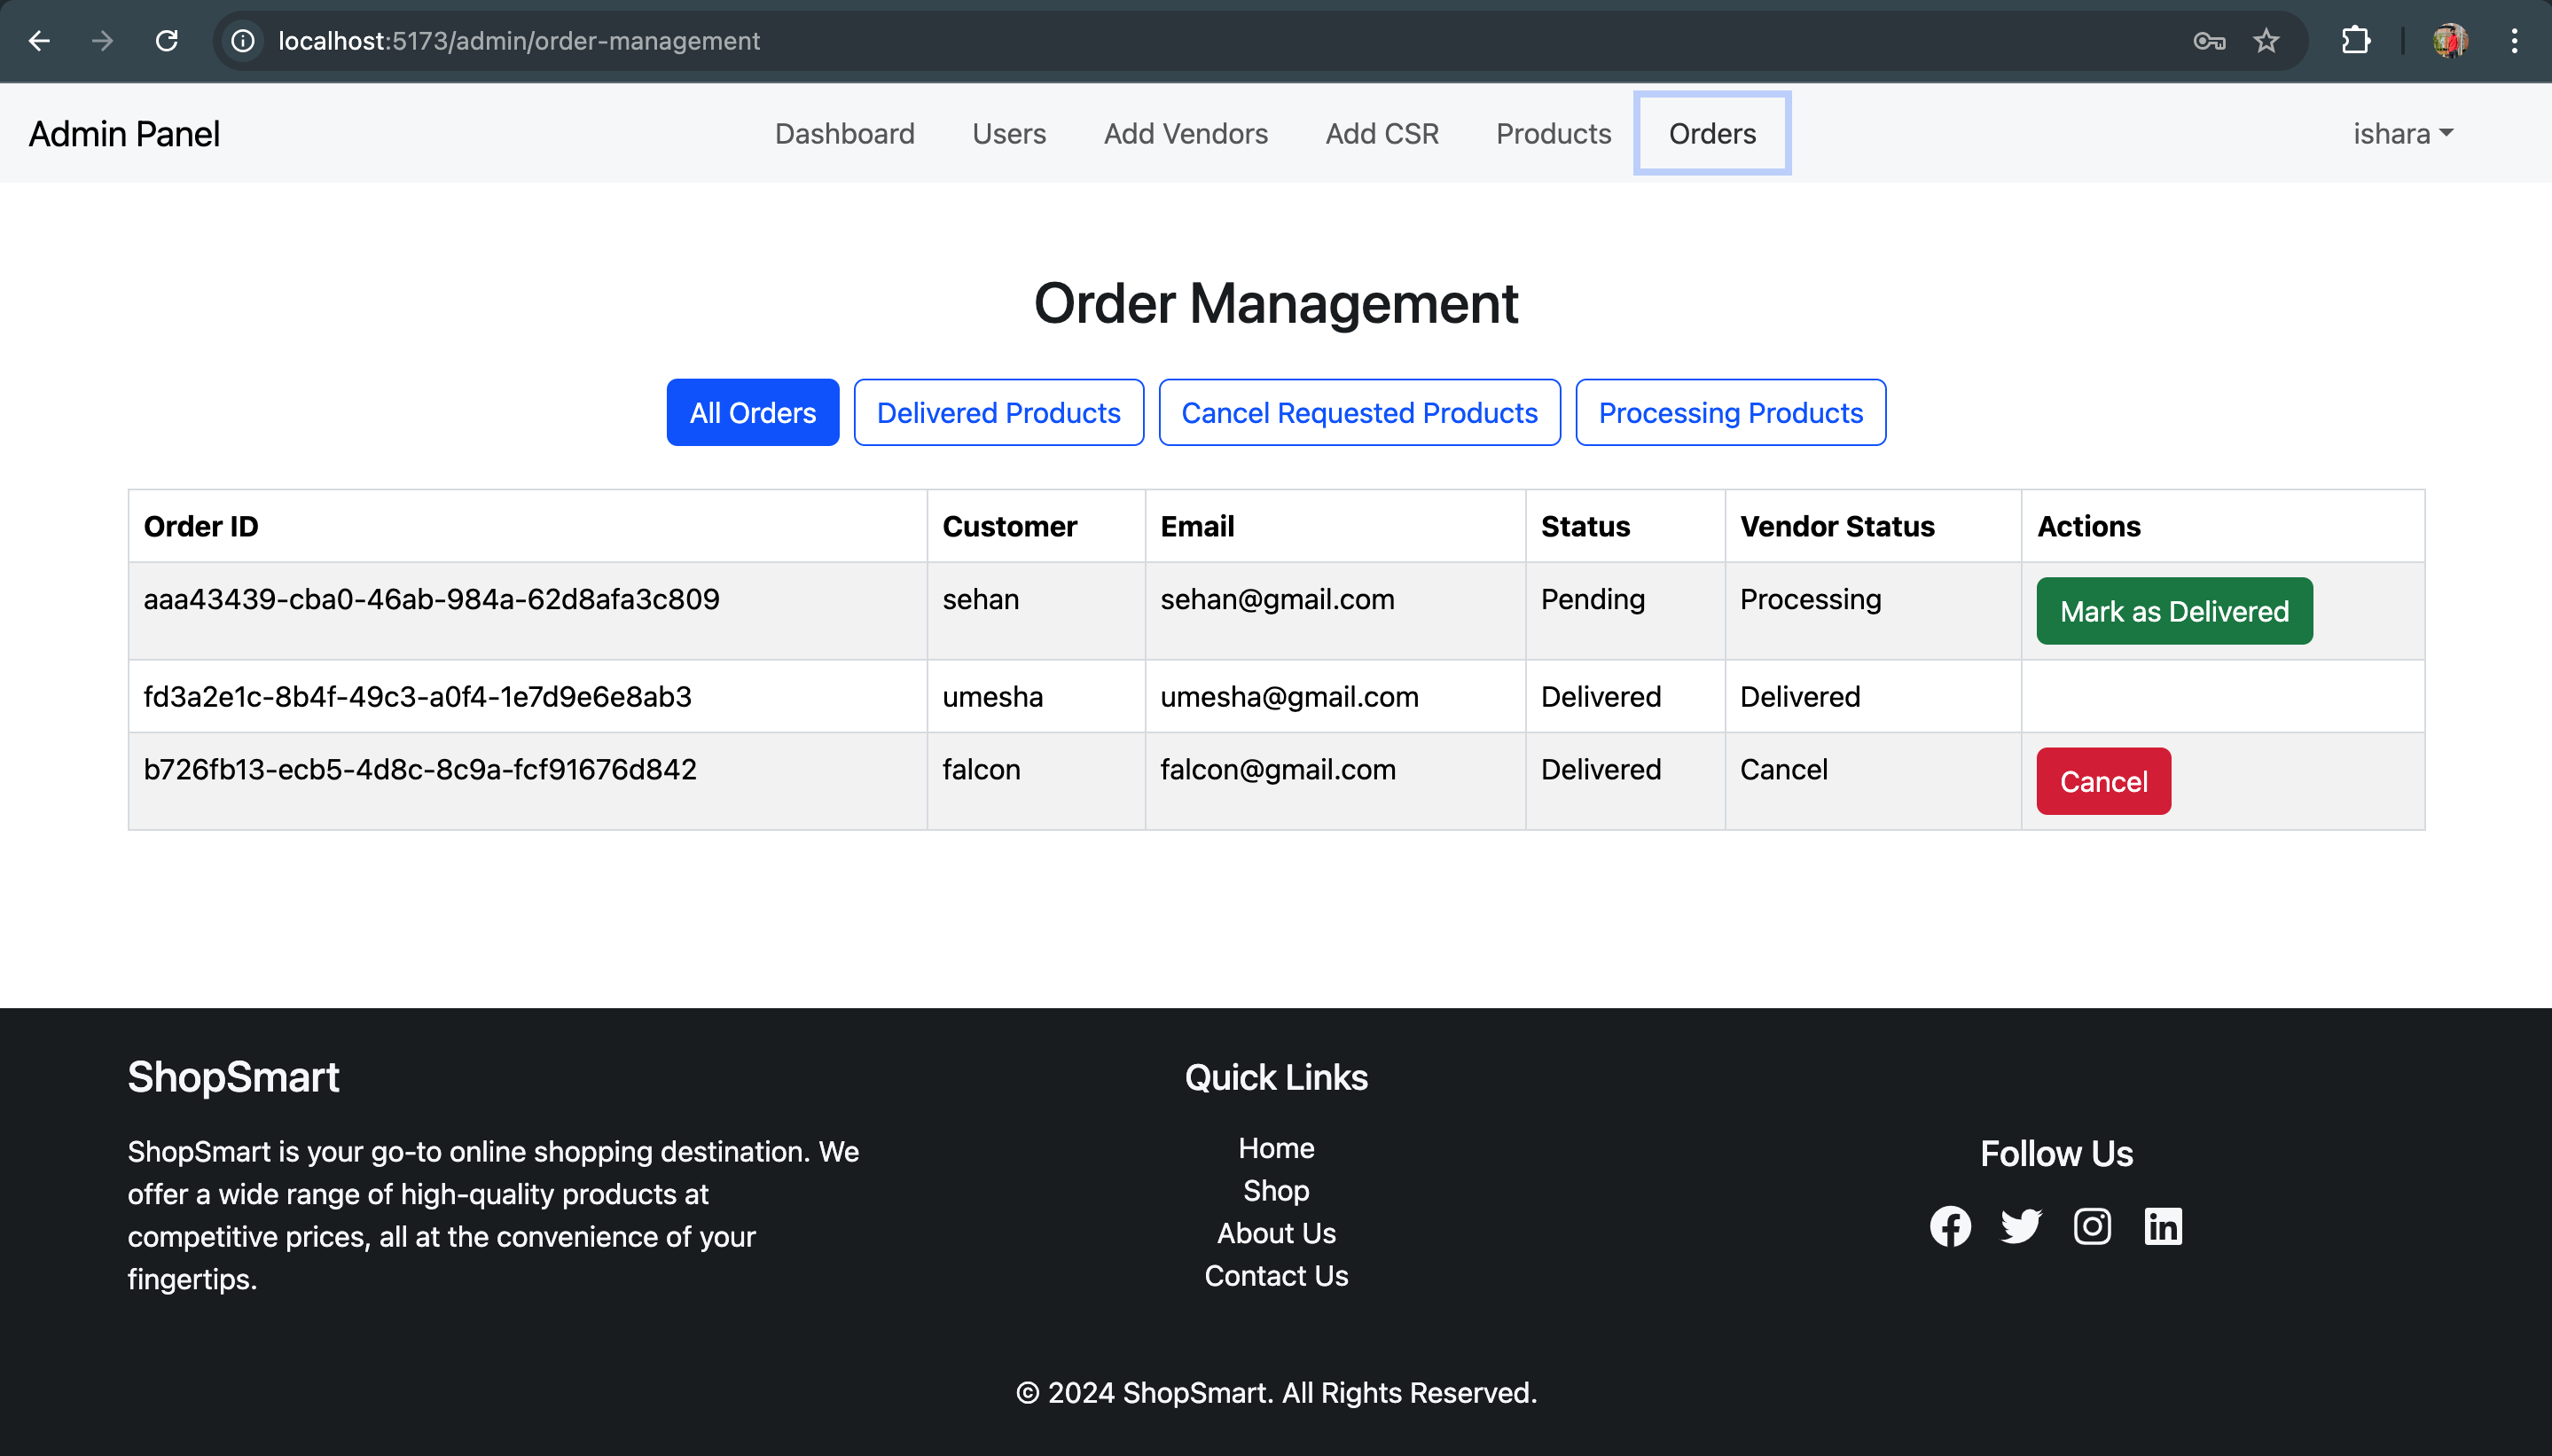 localhost:5173/admin/order-management
Admin Panel Dashboard Users Add Vendors Add CSR Products Orders ishara
Order Management
All Orders Delivered Products Cancel Requested Products Processing Products
Order ID Customer Email Status Vendor Status Actions
aaa43439-cba0-46ab-984a-62d8afa3c809 sehan sehan@gmail.com Pending Processing Mark as Delivered
fd3a2e1c-8b4f-49c3-a0f4-1e7d9e6e8ab3 umesha umesha@gmail.com Delivered Delivered
b726fb13-ecb5-4d8c-8c9a-fcf91676d842 falcon falcon@gmail.com Delivered Cancel Cancel
ShopSmart
ShopSmart is your go-to online shopping destination. We
offer a wide range of high-quality products at
competitive prices, all at the convenience of your
fingertips.
Quick Links
Home
Shop
About Us
Contact Us
Follow Us
© 2024 ShopSmart. All Rights Reserved.